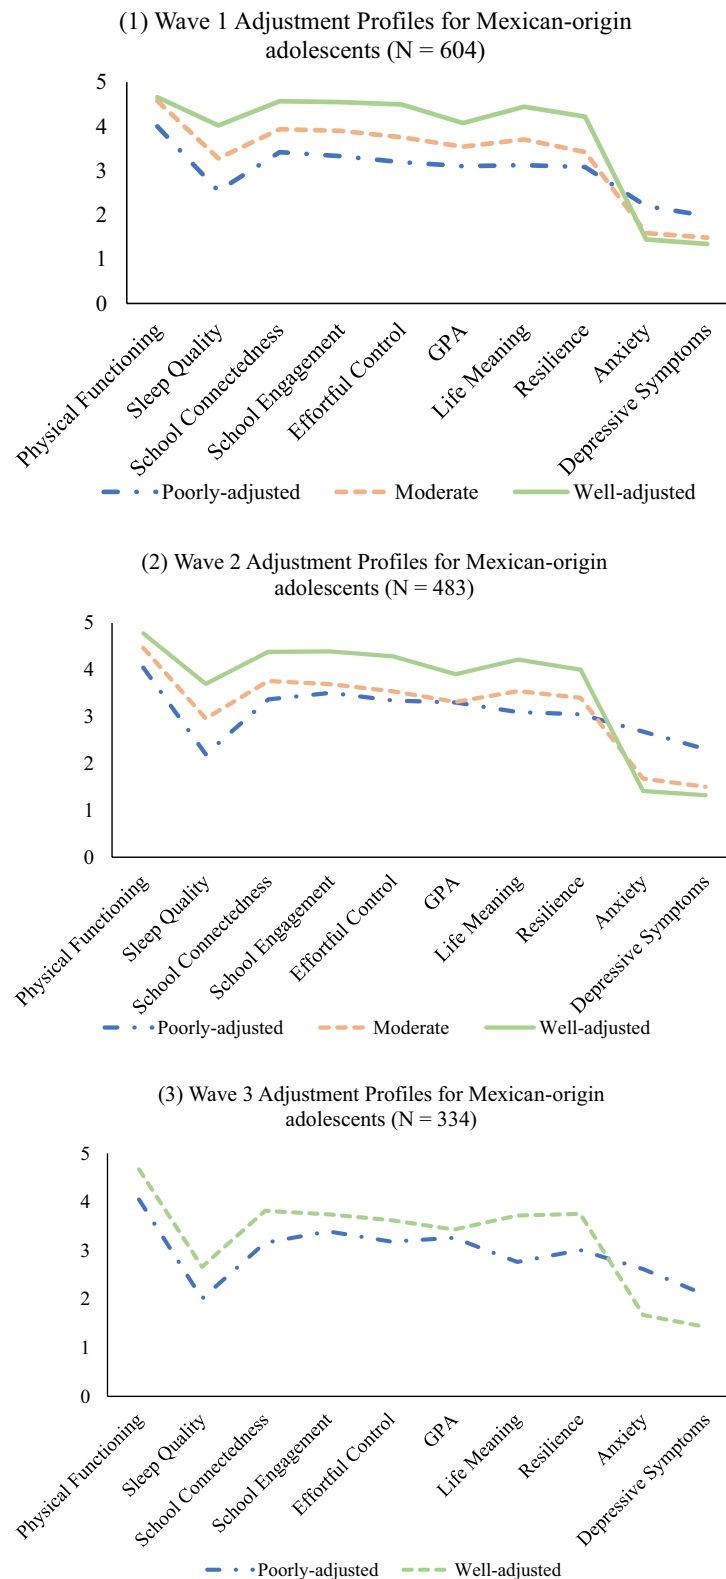 (1) Wave 1 Adjustment Profiles for Mexican-origin
adolescents (N = 604)
5
4
3
2
1
0
Physical Functioning
Sleep Quality
School Connectedness
School Engagement
Effortful Control
GPA
Life Meaning
Resilience
Anxiety
Depressive Symptoms
Poorly-adjusted Moderate Well-adjusted
(2) Wave 2 Adjustment Profiles for Mexican-origin
adolescents (N = 483)
5
4
3
2
1
0
Physical Functioning
Sleep Quality
School Connectedness
School Engagement
Effortful Control
GPA
Life Meaning
Resilience
Anxiety
Depressive Symptoms
Poorly-adjusted Moderate Well-adjusted
(3) Wave 3 Adjustment Profiles for Mexican-origin
adolescents (N = 334)
5
4
3
2
1
0
Physical Functioning
Sleep Quality
School Connectedness
School Engagement
Effortful Control
GPA
Life Meaning
Resilience
Anxiety
Depressive Symptoms
Poorly-adjusted Well-adjusted